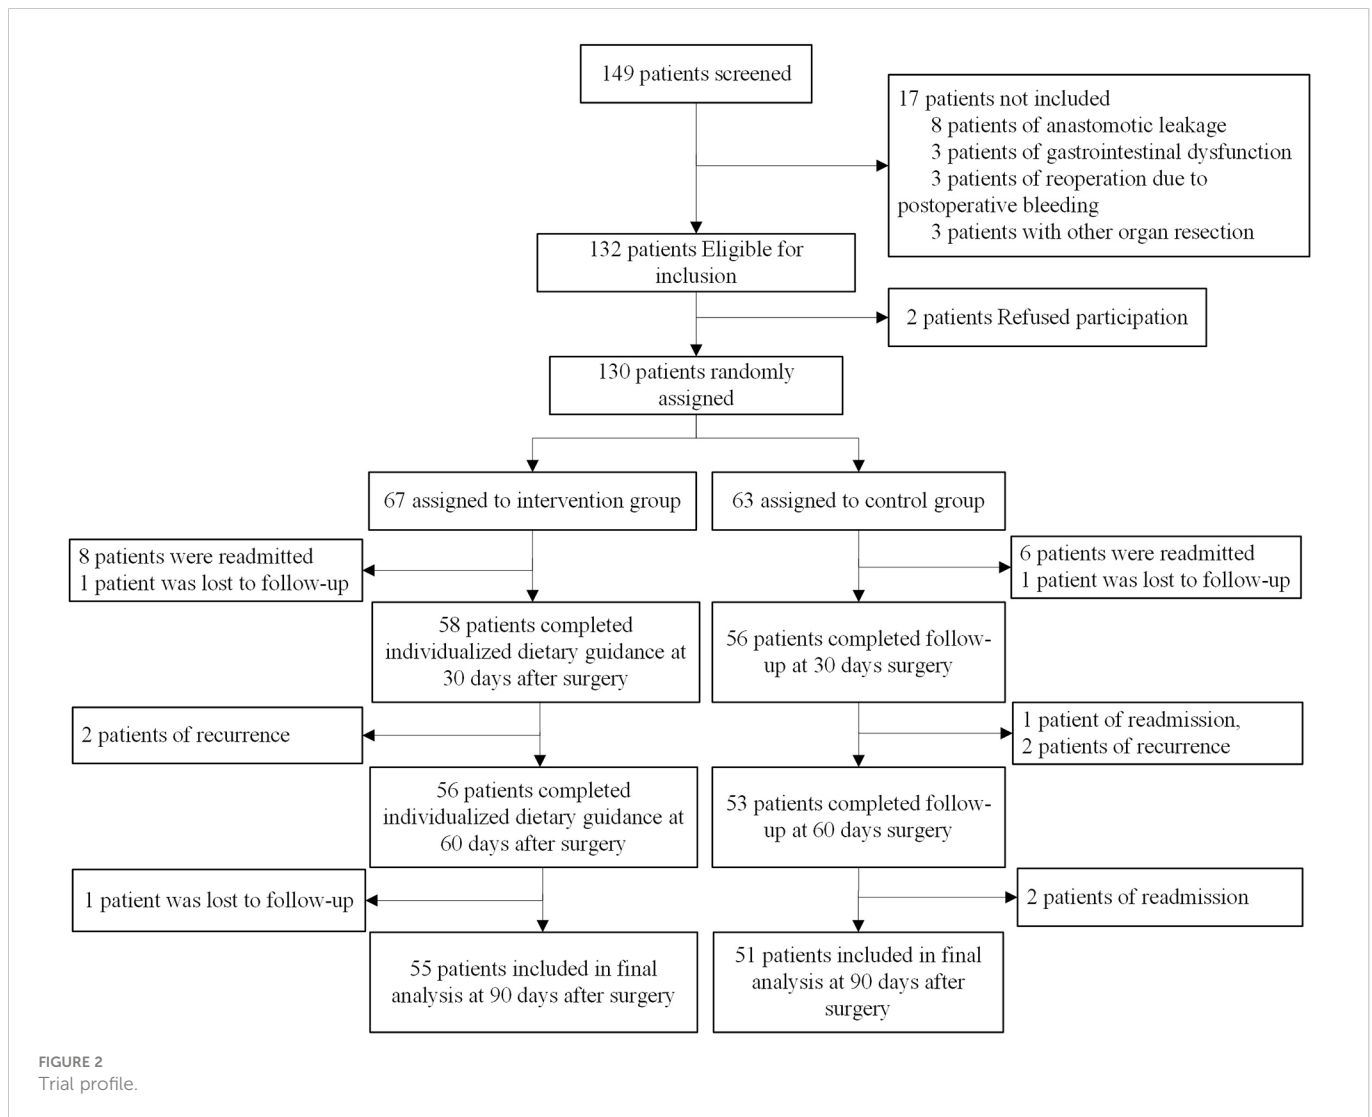 149 patients screened
17 patients not included
8 patients of anastomotic leakage
3 patients of gastrointestinal dysfunction
3 patients of reoperation due to
postoperative bleeding
3 patients with other organ resection
132 patients Eligible for
inclusion
2 patients Refused participation
130 patients randomly
assigned
67 assigned to intervention group
63 assigned to control group
8 patients were readmitted
1 patient was lost to follow-up
6 patients were readmitted
1 patient was lost to follow-up
58 patients completed
individualized dietary guidance at
30 days after surgery
56 patients completed follow-
up at 30 days surgery
2 patients of recurrence
1 patient of readmission,
2 patients of recurrence
56 patients completed
individualized dietary guidance at
60 days after surgery
53 patients completed follow-
up at 60 days surgery
1 patient was lost to follow-up
2 patients of readmission
55 patients included in final
analysis at 90 days after surgery
51 patients included in final
analysis at 90 days after
surgery
FIGURE 2
Trial profile.